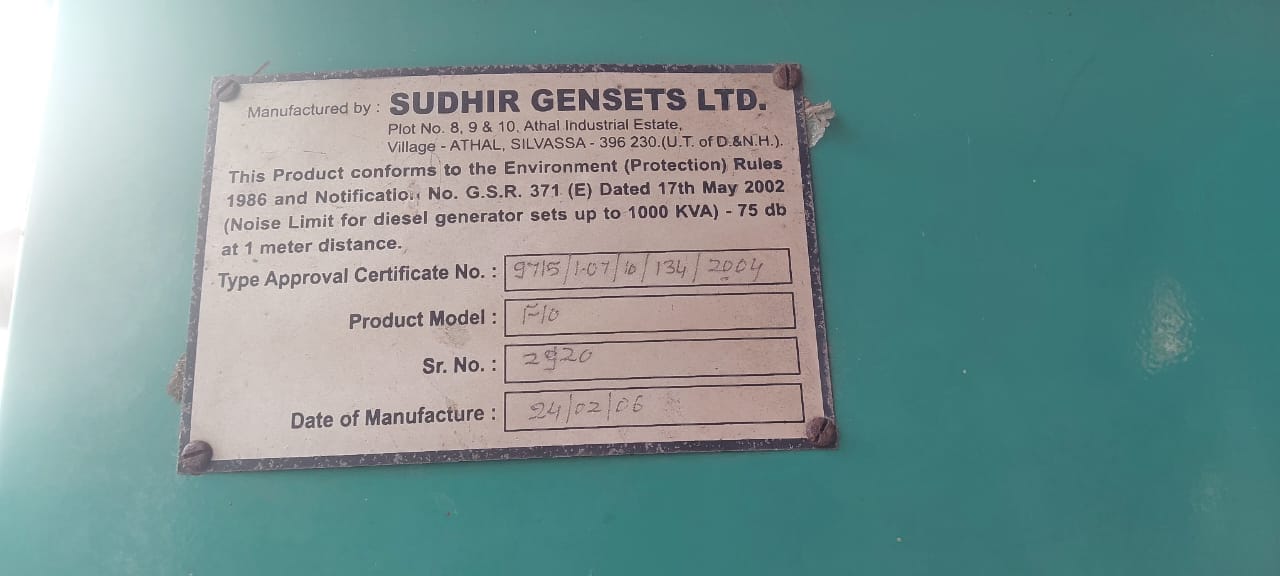 Manufactured by : SUDHIR GENSETS LTD.
Plot No. 8, 9 & 10, Athal Industrial Estate,
Village - ATHAL, SILVASSA - 396 230.(U.T. of D.&N.H.).
This Product conforms to the Environment (Protection) Rules
1986 and Notification No. G.S.R. 371 (E) Dated 17th May 2002
(Noise Limit for diesel generator sets up to 1000 KVA) - 75 db
at 1 meter distance.
Type Approval Certificate No. : 9715/1-07/10/134/2004
Product Model : F-10
Sr. No. : 2920
Date of Manufacture : 24/02/06